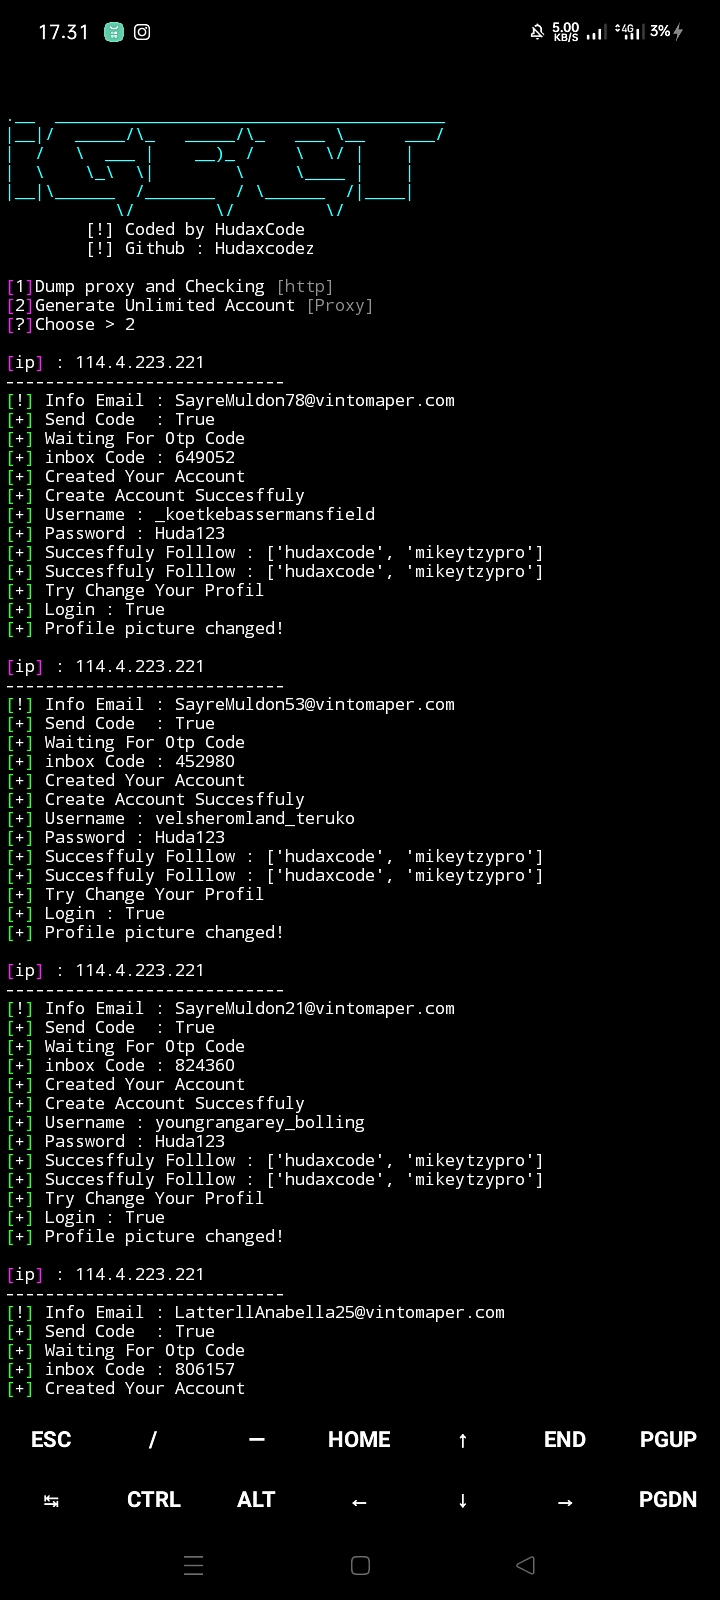 17.31 5.00 KB/S 4G 3%
[!] Coded by HudaxCode
[!] Github : Hudaxcodez
[1]Dump proxy and Checking [http]
[2]Generate Unlimited Account [Proxy]
[?]Choose > 2
[ip] : 114.4.223.221
----------------------------
[!] Info Email : SayreMuldon78@vintomaper.com
[+] Send Code  : True
[+] Waiting For Otp Code
[+] inbox Code : 649052
[+] Created Your Account
[+] Create Account Succesffuly
[+] Username : _koetkebassermansfield
[+] Password : Huda123
[+] Succesffuly Folllow : ['hudaxcode', 'mikeytzypro']
[+] Succesffuly Folllow : ['hudaxcode', 'mikeytzypro']
[+] Try Change Your Profil
[+] Login : True
[+] Profile picture changed!
[ip] : 114.4.223.221
----------------------------
[!] Info Email : SayreMuldon53@vintomaper.com
[+] Send Code  : True
[+] Waiting For Otp Code
[+] inbox Code : 452980
[+] Created Your Account
[+] Create Account Succesffuly
[+] Username : velsheromland_teruko
[+] Password : Huda123
[+] Succesffuly Folllow : ['hudaxcode', 'mikeytzypro']
[+] Succesffuly Folllow : ['hudaxcode', 'mikeytzypro']
[+] Try Change Your Profil
[+] Login : True
[+] Profile picture changed!
[ip] : 114.4.223.221
----------------------------
[!] Info Email : SayreMuldon21@vintomaper.com
[+] Send Code  : True
[+] Waiting For Otp Code
[+] inbox Code : 824360
[+] Created Your Account
[+] Create Account Succesffuly
[+] Username : youngrangarey_bolling
[+] Password : Huda123
[+] Succesffuly Folllow : ['hudaxcode', 'mikeytzypro']
[+] Succesffuly Folllow : ['hudaxcode', 'mikeytzypro']
[+] Try Change Your Profil
[+] Login : True
[+] Profile picture changed!
[ip] : 114.4.223.221
----------------------------
[!] Info Email : LatterllAnabella25@vintomaper.com
[+] Send Code  : True
[+] Waiting For Otp Code
[+] inbox Code : 806157
[+] Created Your Account
ESC / — HOME ↑ END PGUP
↹ CTRL ALT ← ↓ → PGDN